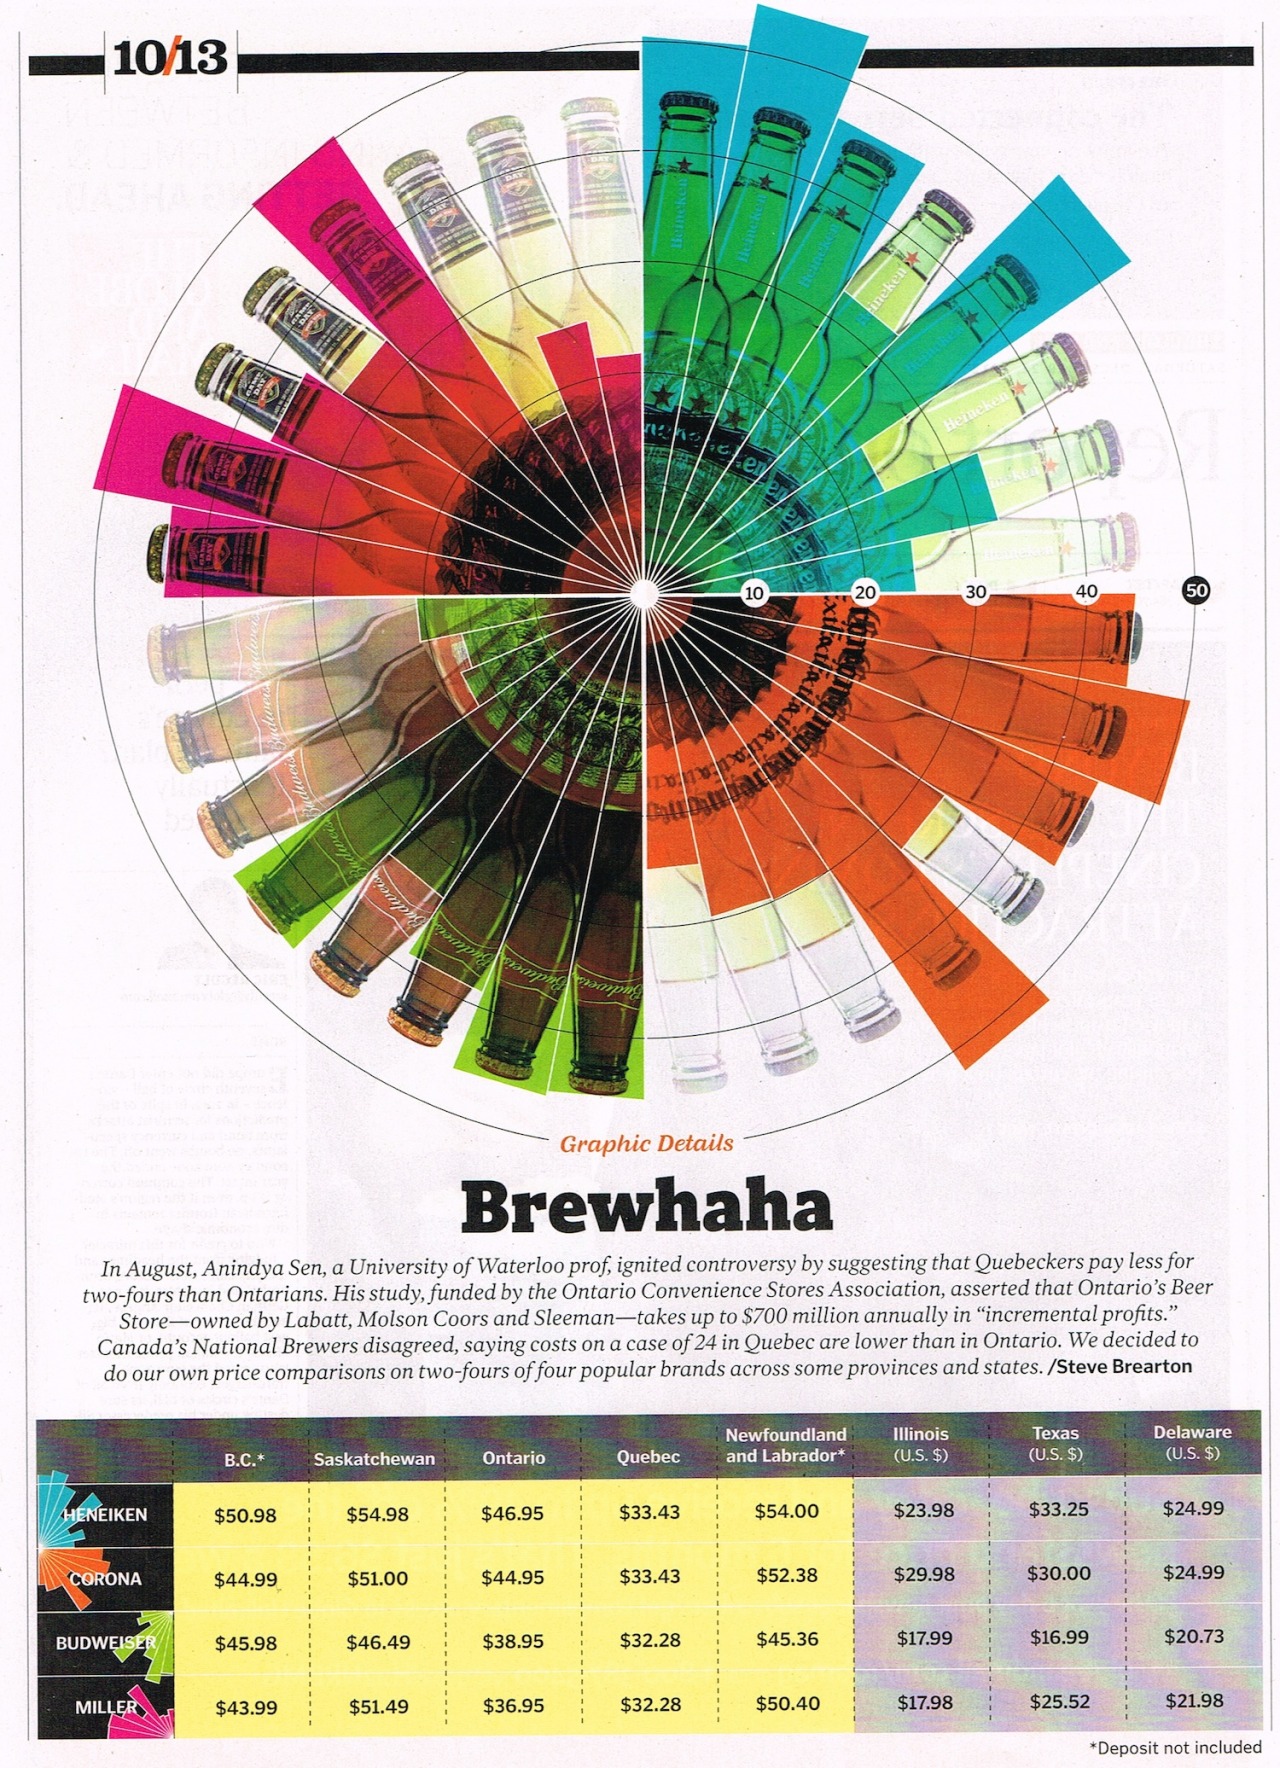 10/13
Heineken
Heineken
Heineken
Heineken
10
20
30
40
50
Budweiser
Budweiser
Budweiser
Graphic Details
Brewhaha
In August, Anindya Sen, a University of Waterloo prof, ignited controversy by suggesting that Quebeckers pay less for
two-fours than Ontarians. His study, funded by the Ontario Convenience Stores Association, asserted that Ontario's Beer
Store—owned by Labatt, Molson Coors and Sleeman—takes up to $700 million annually in “incremental profits.”
Canada's National Brewers disagreed, saying costs on a case of 24 in Quebec are lower than in Ontario. We decided to
do our own price comparisons on two-fours of four popular brands across some provinces and states. /Steve Brearton
B.C.* Saskatchewan Ontario Quebec Newfoundland and Labrador* Illinois (U.S. $) Texas (U.S. $) Delaware (U.S. $)
HENEIKEN $50.98 $54.98 $46.95 $33.43 $54.00 $23.98 $33.25 $24.99
CORONA $44.99 $51.00 $44.95 $33.43 $52.38 $29.98 $30.00 $24.99
BUDWEISER $45.98 $46.49 $38.95 $32.28 $45.36 $17.99 $16.99 $20.73
MILLER $43.99 $51.49 $36.95 $32.28 $50.40 $17.98 $25.52 $21.98
*Deposit not included